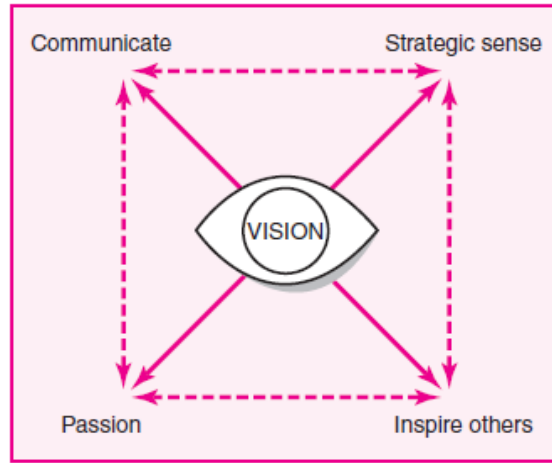 Communicate
Strategic sense
VISION
Passion
Inspire others